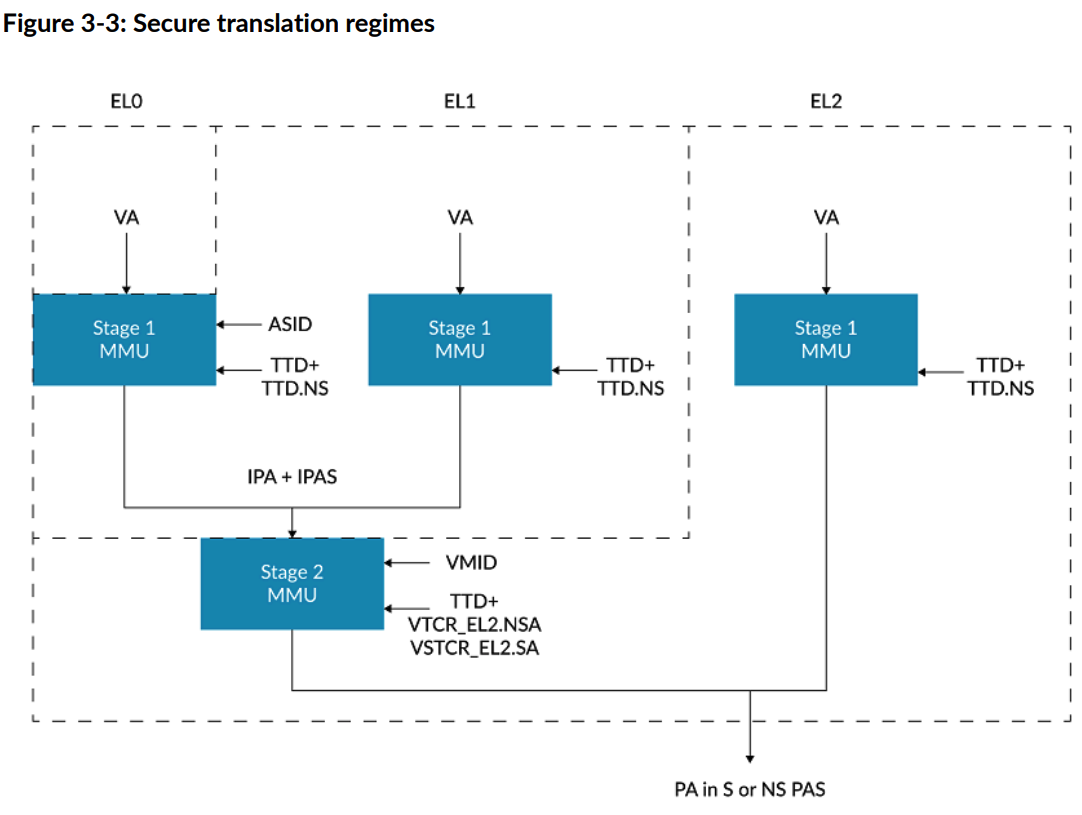 Figure 3-3: Secure translation regimes
EL0
EL1
EL2
VA
VA
VA
Stage 1
MMU
ASID
TTD+
TTD.NS
Stage 1
MMU
TTD+
TTD.NS
Stage 1
MMU
TTD+
TTD.NS
IPA + IPAS
Stage 2
MMU
VMID
TTD+
VTCR_EL2.NSA
VSTCR_EL2.SA
PA in S or NS PAS